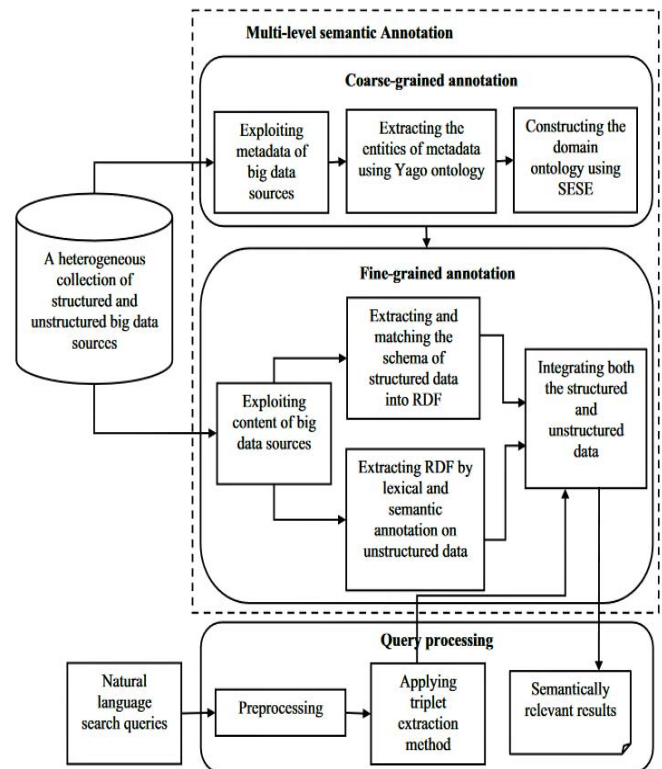 Multi-level semantic Annotation
Coarse-grained annotation
Exploiting
metadata of
big data
sources
Extracting the
entities of metadata
using Yago ontology
Constructing the
domain
ontology using
SESE
A heterogeneous
collection of
structured and
unstructured big data
sources
Fine-grained annotation
Exploiting
content of big
data sources
Extracting and
matching the
schema of
structured data
into RDF
Extracting RDF by
lexical and
semantic
annotation on
unstructured data
Integrating both
the structured
and
unstructured
data
Query processing
Natural
language
search queries
Preprocessing
Applying
triplet
extraction
method
Semantically
relevant results